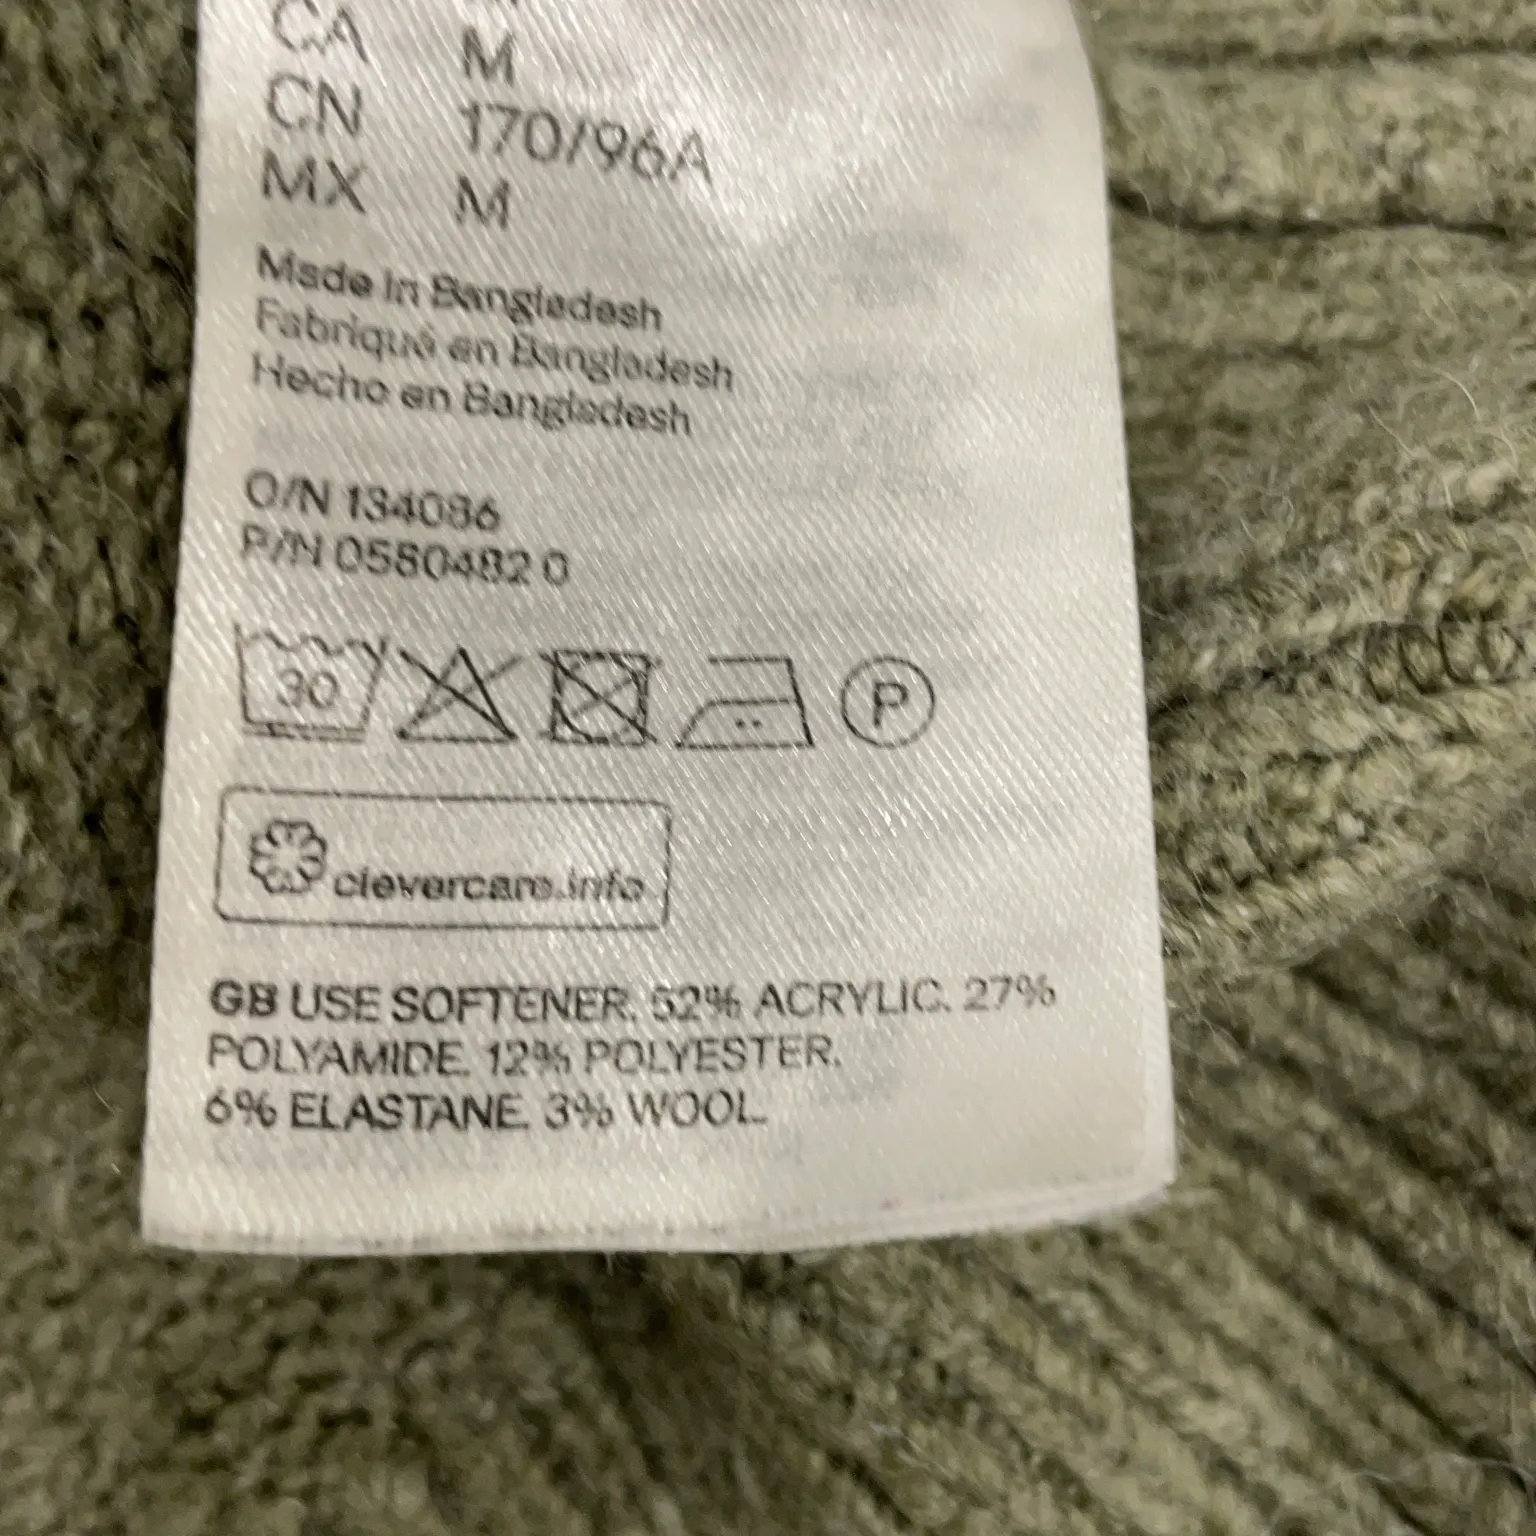 CA M
CN 170/96A
MX M
Made in Bangladesh
Fabriqué en Bangladesh
Hecho en Bangladesh
O/N 134086
P/N 0580482 0
30
P
clevercare.info
GB USE SOFTENER. 52% ACRYLIC. 27%
POLYAMIDE. 12% POLYESTER.
6% ELASTANE. 3% WOOL.